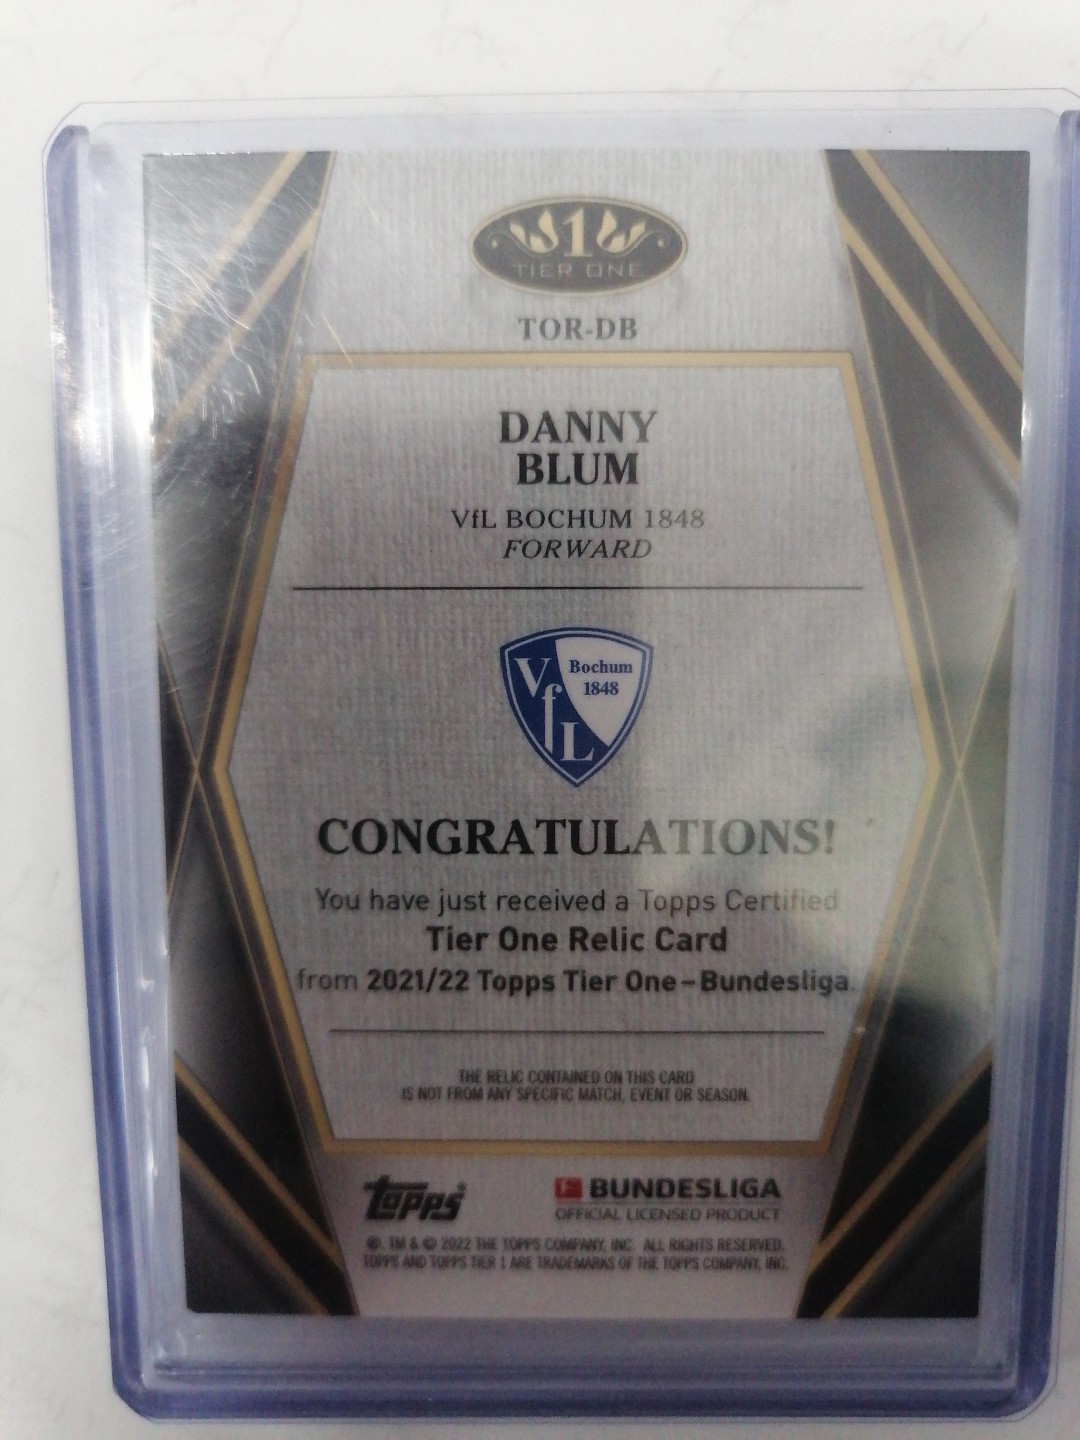 1
TIER ONE
TOR-DB
DANNY
BLUM
VfL BOCHUM 1848
FORWARD
VfL Bochum
1848
CONGRATULATIONS!
You have just received a Topps Certified
Tier One Relic Card
from 2021/22 Topps Tier One–Bundesliga.
THE RELIC CONTAINED ON THIS CARD
IS NOT FROM ANY SPECIFIC MATCH, EVENT OR SEASON.
topps® BUNDESLIGA
OFFICIAL LICENSED PRODUCT
®, TM & © 2022 THE TOPPS COMPANY, INC. ALL RIGHTS RESERVED.
TOPPS AND TOPPS TIER 1 ARE TRADEMARKS OF THE TOPPS COMPANY, INC.